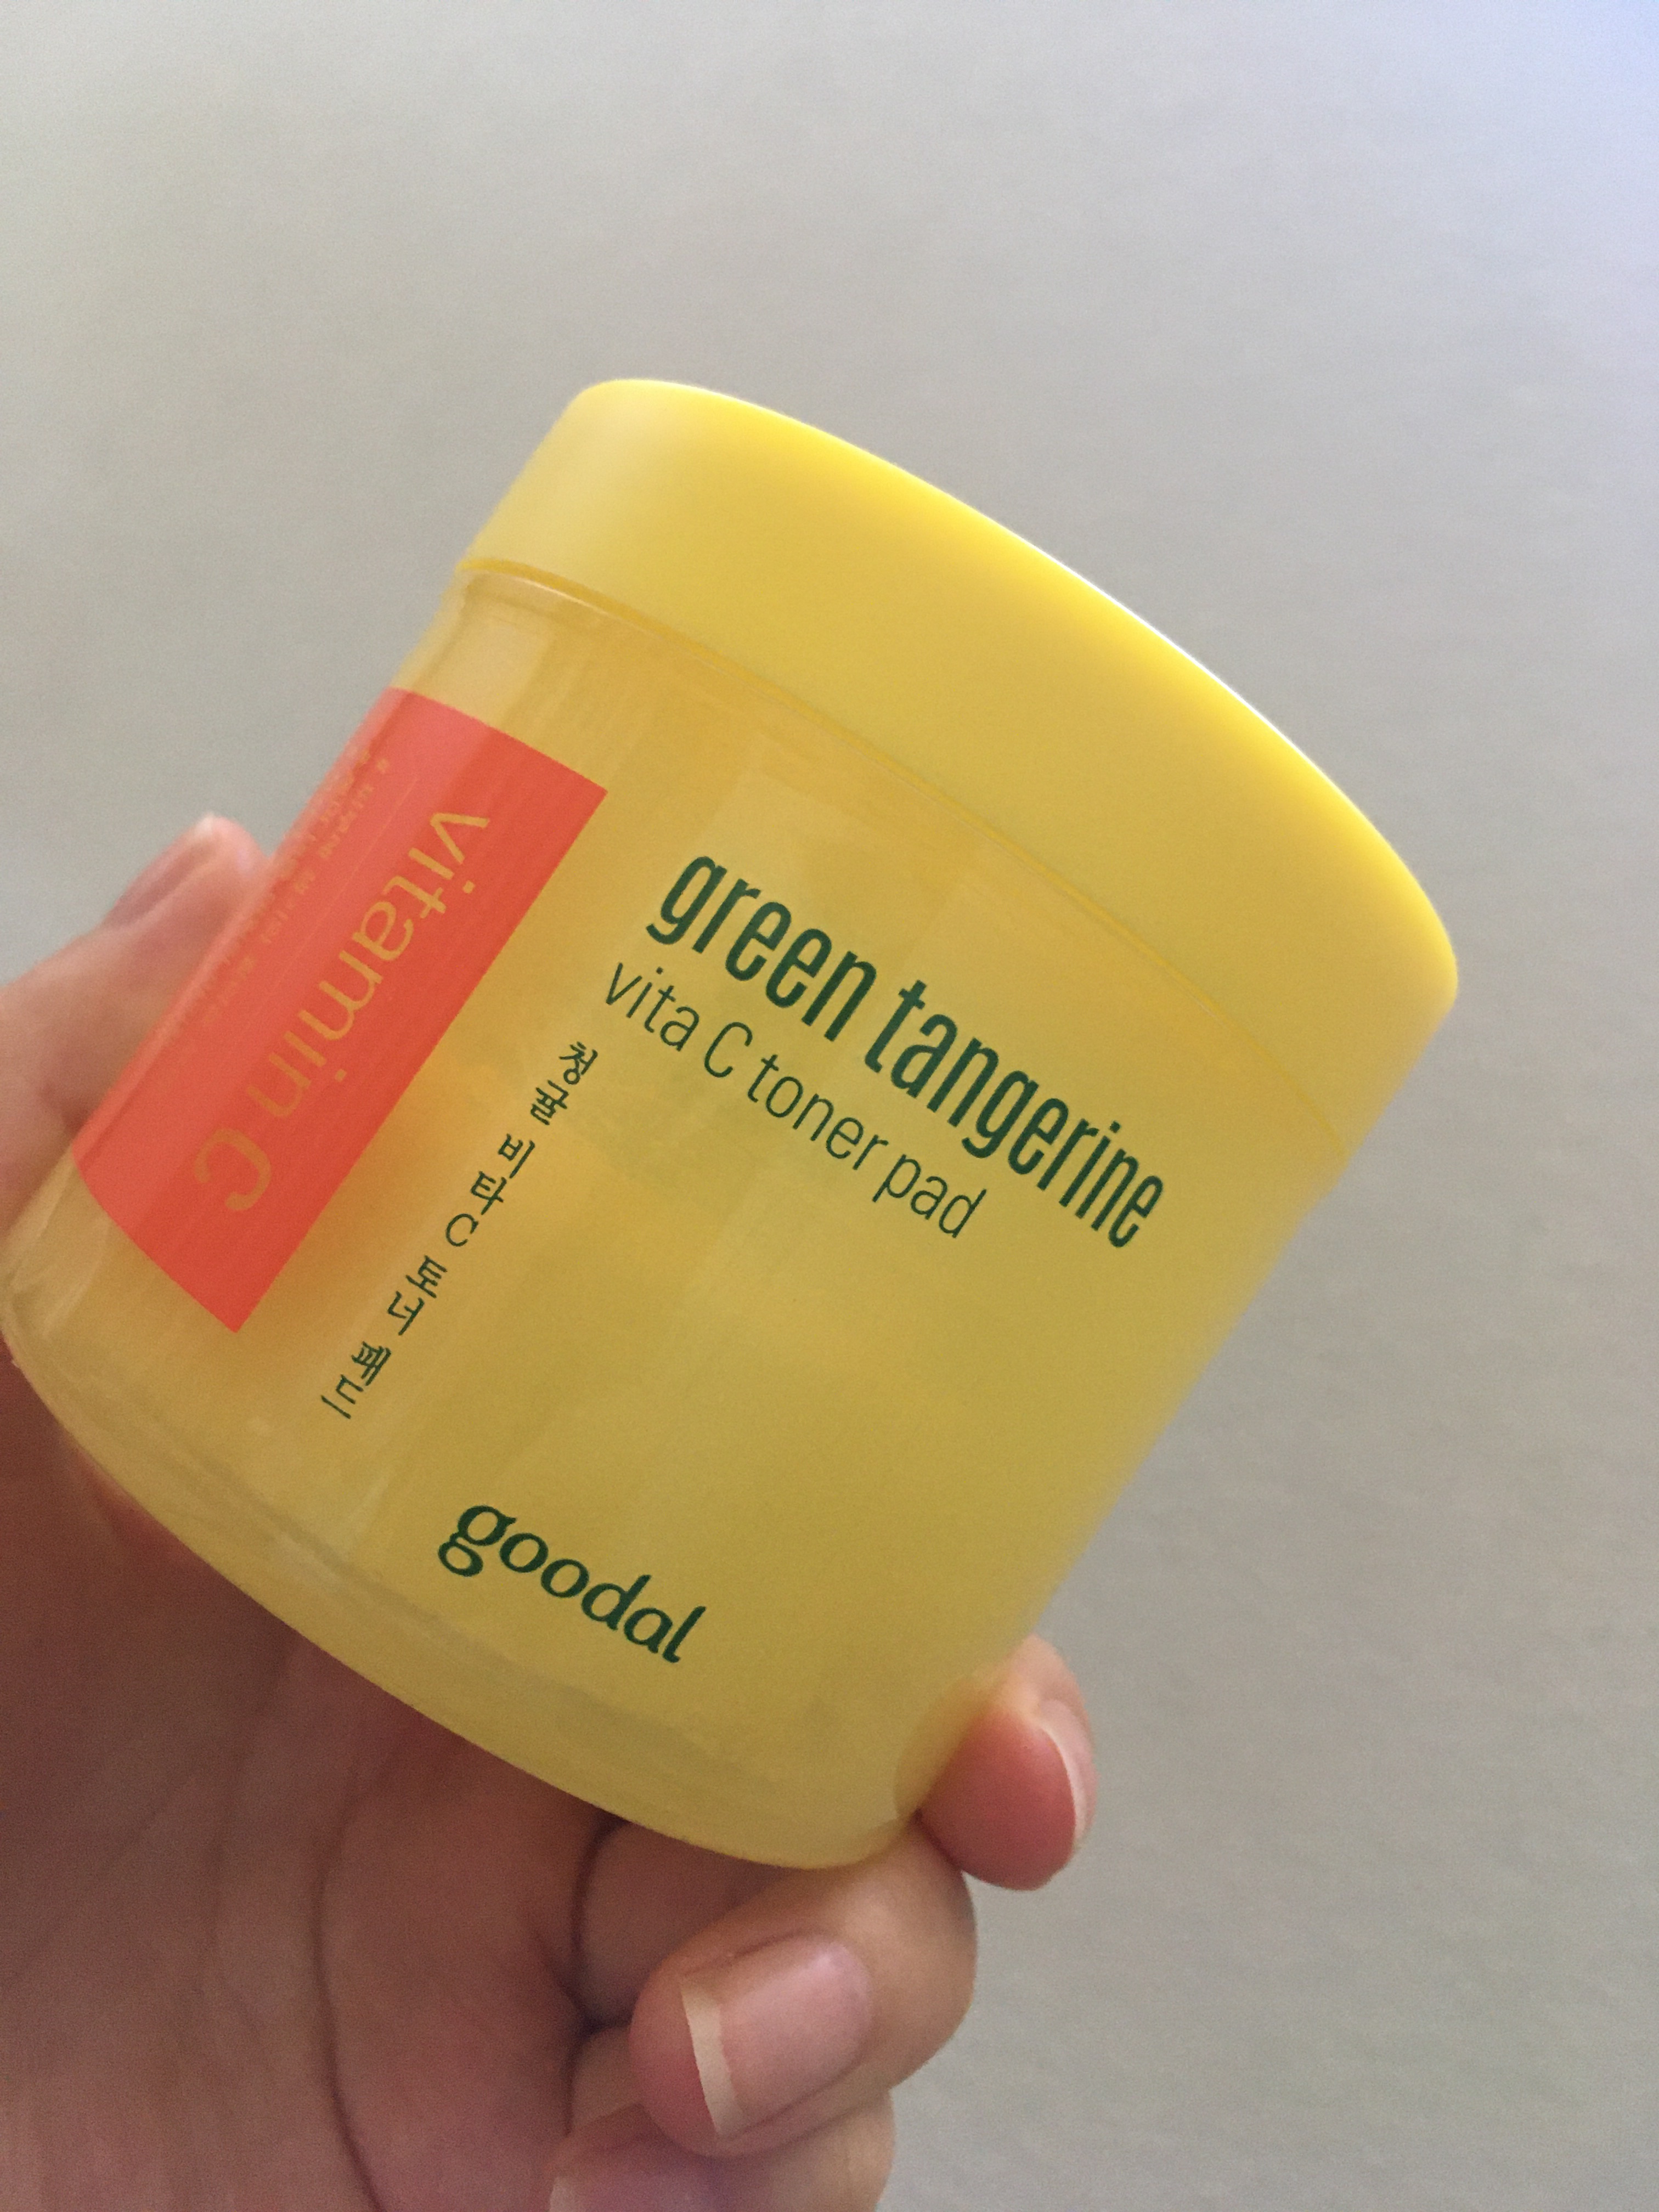 green tangerine
vita C toner pad
청귤 비타C 토너 패드
vitamin C
goodal